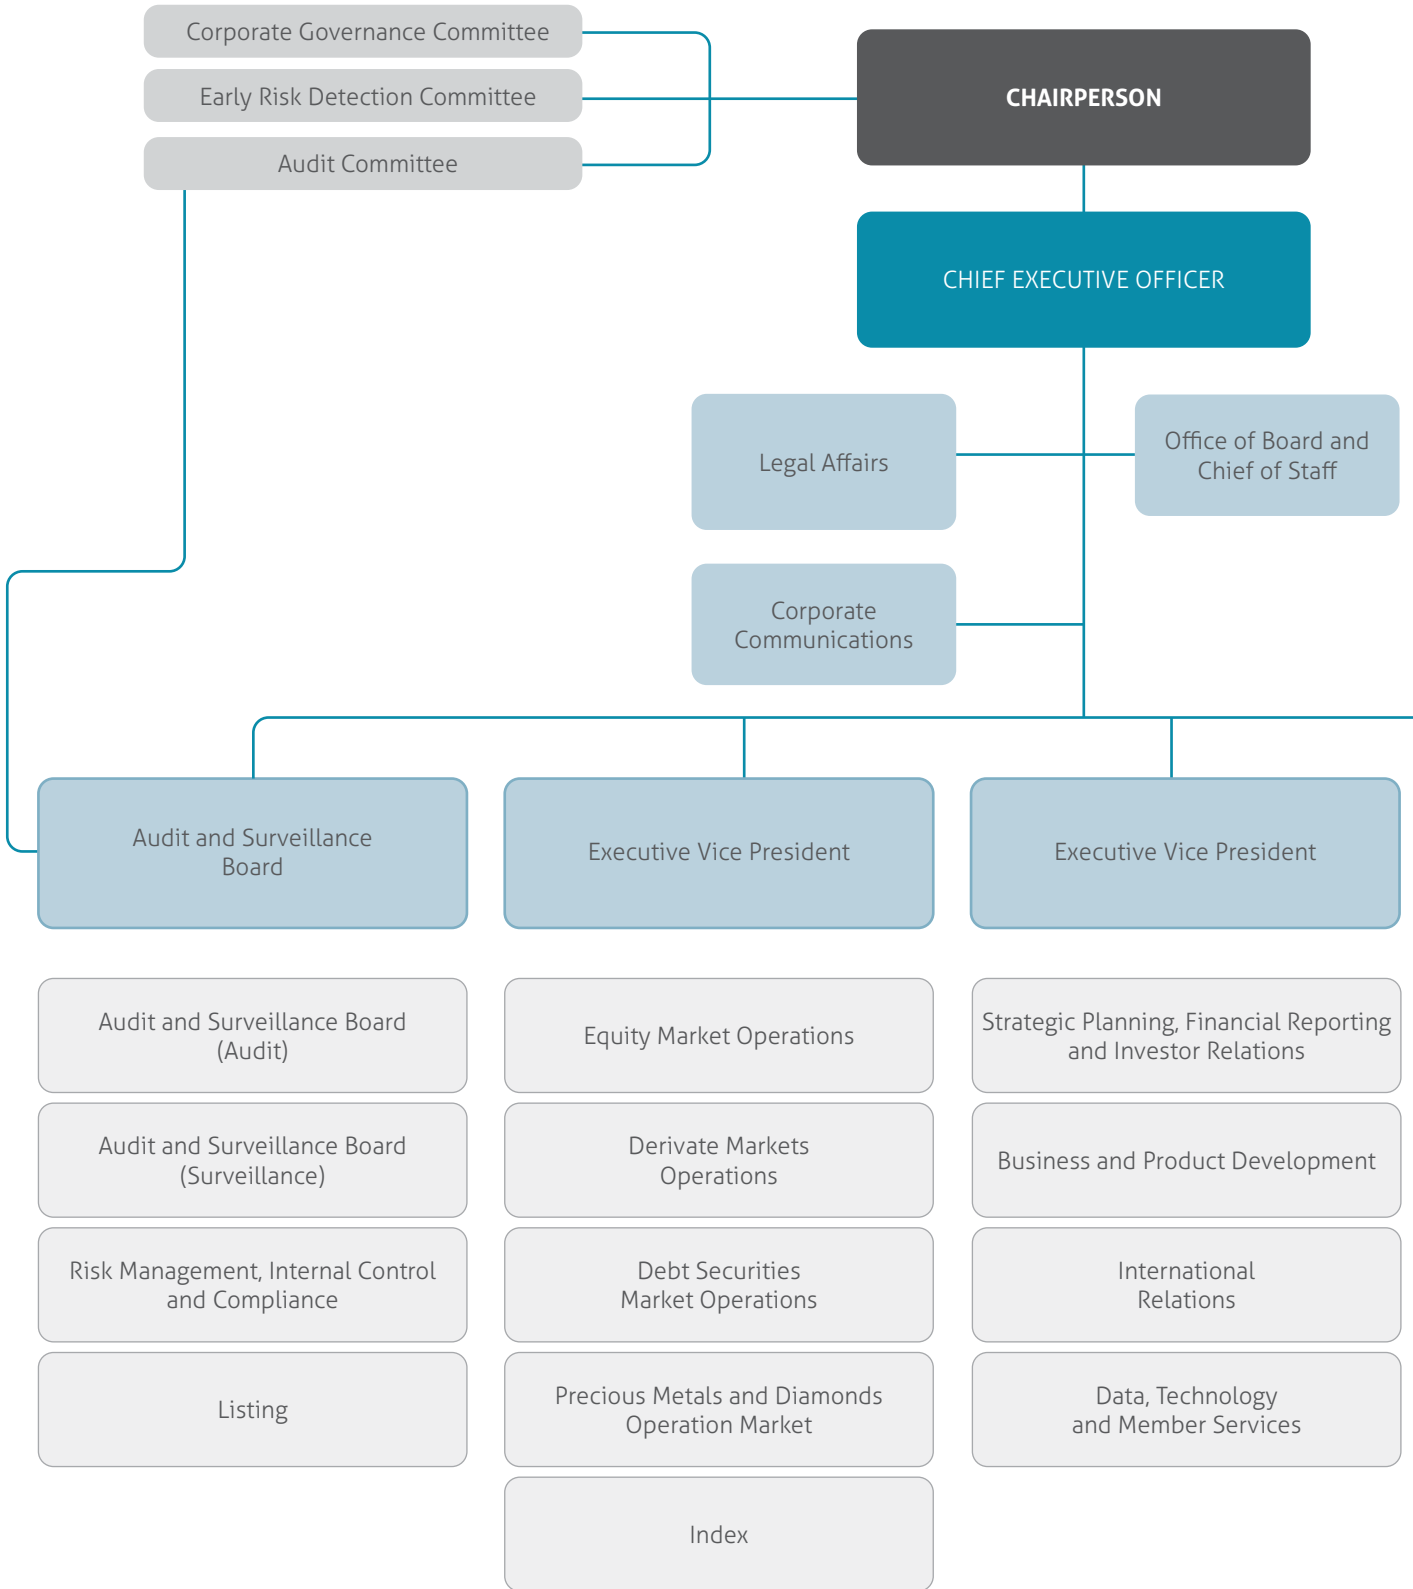 Corporate Governance Committee
Early Risk Detection Committee
Audit Committee
CHAIRPERSON
CHIEF EXECUTIVE OFFICER
Legal Affairs
Office of Board and
Chief of Staff
Corporate
Communications
Audit and Surveillance
Board
Executive Vice President
Executive Vice President
Audit and Surveillance Board
(Audit)
Equity Market Operations
Strategic Planning, Financial Reporting
and Investor Relations
Audit and Surveillance Board
(Surveillance)
Derivate Markets
Operations
Business and Product Development
Risk Management, Internal Control
and Compliance
Debt Securities
Market Operations
International
Relations
Listing
Precious Metals and Diamonds
Operation Market
Data, Technology
and Member Services
Index